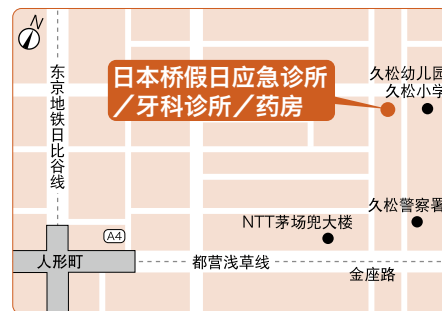 N
日本桥假日应急诊所
/牙科诊所/药房
久松幼儿园
久松小学
东京地铁日比谷线
久松警察署
NTT茅场兜大楼
A4
人形町
都营浅草线
金座路